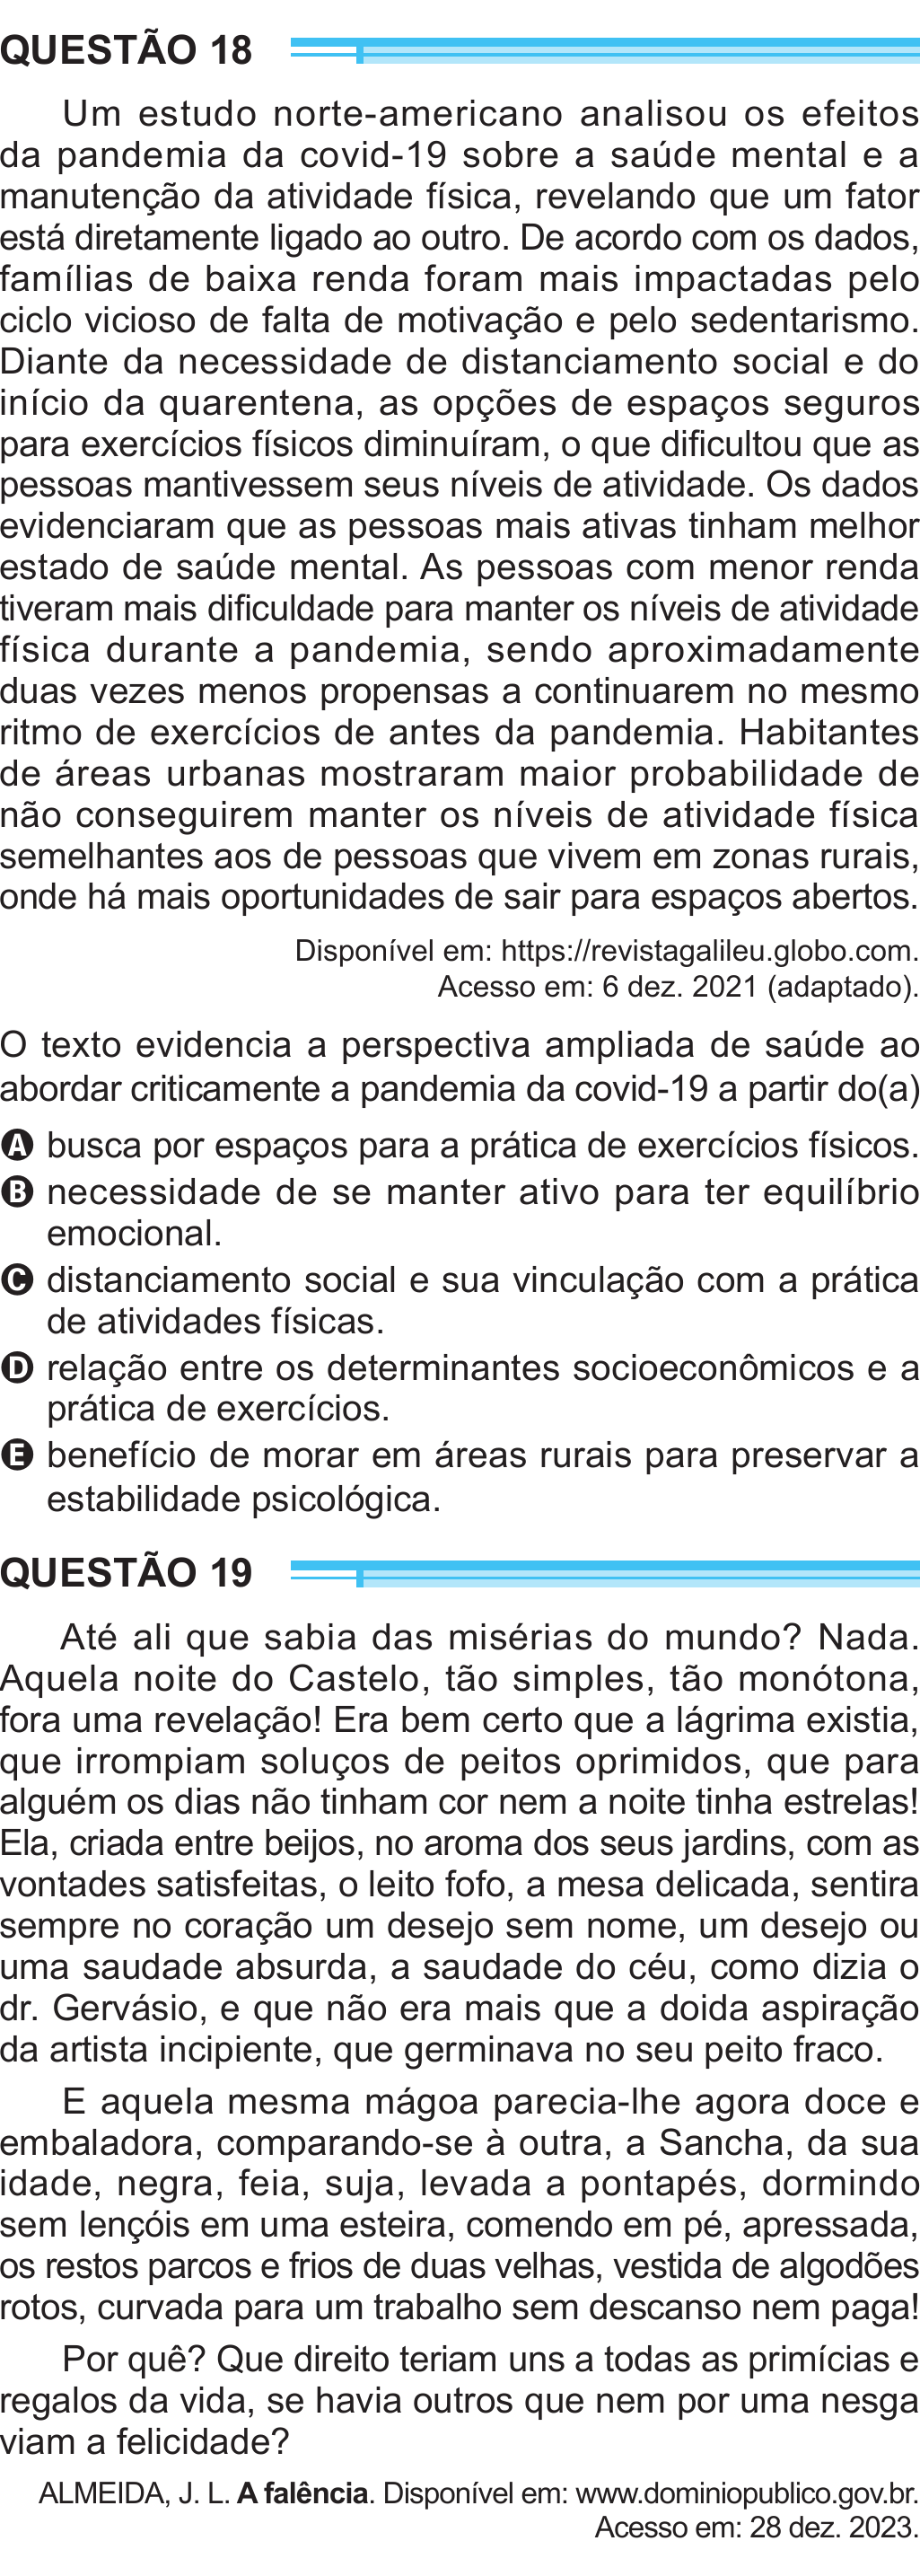 QUESTÃO 18
Um estudo norte-americano analisou os efeitos
da pandemia da covid-19 sobre a saúde mental e a
manutenção da atividade física, revelando que um fator
está diretamente ligado ao outro. De acordo com os dados,
famílias de baixa renda foram mais impactadas pelo
ciclo vicioso de falta de motivação e pelo sedentarismo.
Diante da necessidade de distanciamento social e do
início da quarentena, as opções de espaços seguros
para exercícios físicos diminuíram, o que dificultou que as
pessoas mantivessem seus níveis de atividade. Os dados
evidenciaram que as pessoas mais ativas tinham melhor
estado de saúde mental. As pessoas com menor renda
tiveram mais dificuldade para manter os níveis de atividade
física durante a pandemia, sendo aproximadamente
duas vezes menos propensas a continuarem no mesmo
ritmo de exercícios de antes da pandemia. Habitantes
de áreas urbanas mostraram maior probabilidade de
não conseguirem manter os níveis de atividade física
semelhantes aos de pessoas que vivem em zonas rurais,
onde há mais oportunidades de sair para espaços abertos.
Disponível em: https://revistagalileu.globo.com.
Acesso em: 6 dez. 2021 (adaptado).
O texto evidencia a perspectiva ampliada de saúde ao
abordar criticamente a pandemia da covid-19 a partir do(a)
A busca por espaços para a prática de exercícios físicos.
B necessidade de se manter ativo para ter equilíbrio
emocional.
C distanciamento social e sua vinculação com a prática
de atividades físicas.
D relação entre os determinantes socioeconômicos e a
prática de exercícios.
E benefício de morar em áreas rurais para preservar a
estabilidade psicológica.
QUESTÃO 19
Até ali que sabia das misérias do mundo? Nada.
Aquela noite do Castelo, tão simples, tão monótona,
fora uma revelação! Era bem certo que a lágrima existia,
que irrompiam soluços de peitos oprimidos, que para
alguém os dias não tinham cor nem a noite tinha estrelas!
Ela, criada entre beijos, no aroma dos seus jardins, com as
vontades satisfeitas, o leito fofo, a mesa delicada, sentira
sempre no coração um desejo sem nome, um desejo ou
uma saudade absurda, a saudade do céu, como dizia o
dr. Gervásio, e que não era mais que a doida aspiração
da artista incipiente, que germinava no seu peito fraco.
E aquela mesma mágoa parecia-lhe agora doce e
embaladora, comparando-se à outra, a Sancha, da sua
idade, negra, feia, suja, levada a pontapés, dormindo
sem lençóis em uma esteira, comendo em pé, apressada,
os restos parcos e frios de duas velhas, vestida de algodões
rotos, curvada para um trabalho sem descanso nem paga!
Por quê? Que direito teriam uns a todas as primícias e
regalos da vida, se havia outros que nem por uma nesga
viam a felicidade?
ALMEIDA, J. L. A falência. Disponível em: www.dominiopublico.gov.br.
Acesso em: 28 dez. 2023.